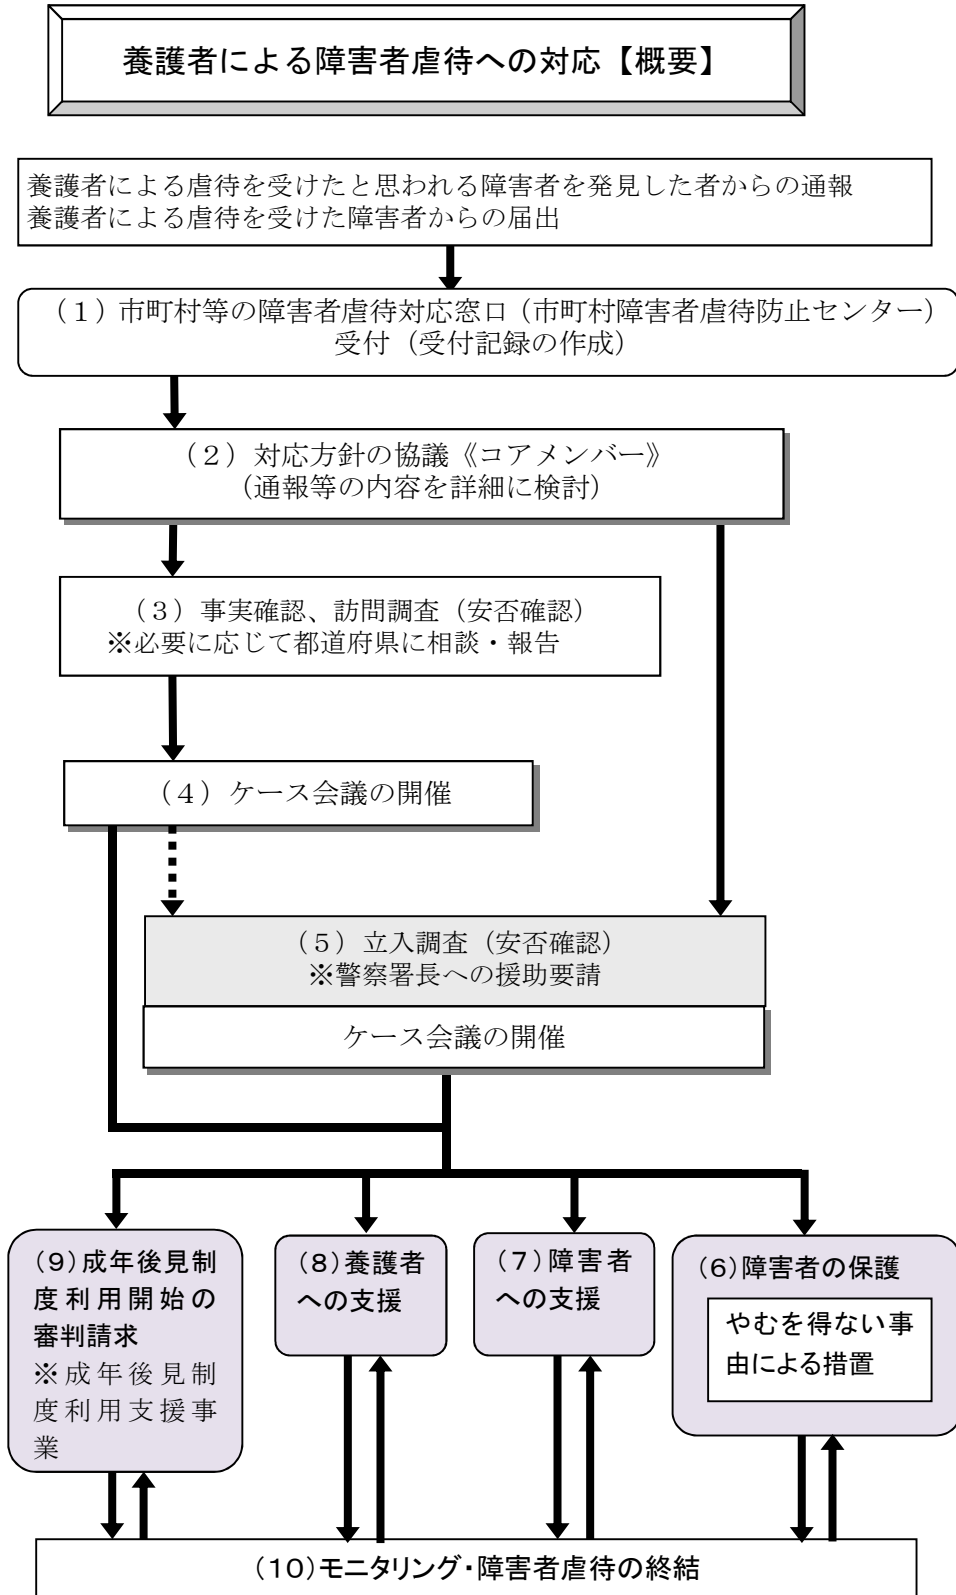 養護者による障害者虐待への対応【概要】
養護者による虐待を受けたと思われる障害者を発見した者からの通報
養護者による虐待を受けた障害者からの届出
（１）市町村等の障害者虐待対応窓口（市町村障害者虐待防止センター）
受付（受付記録の作成）
（２）対応方針の協議《コアメンバー》
（通報等の内容を詳細に検討）
（３）事実確認、訪問調査（安否確認）
※必要に応じて都道府県に相談・報告
（４）ケース会議の開催
（５）立入調査（安否確認）
※警察署長への援助要請
ケース会議の開催
（９）成年後見制
度利用開始の
審判請求
※成年後見制
度利用支援事
業
（８）養護者
への支援
（７）障害者
への支援
（６）障害者の保護
やむを得ない事
由による措置
（１０）モニタリング・障害者虐待の終結